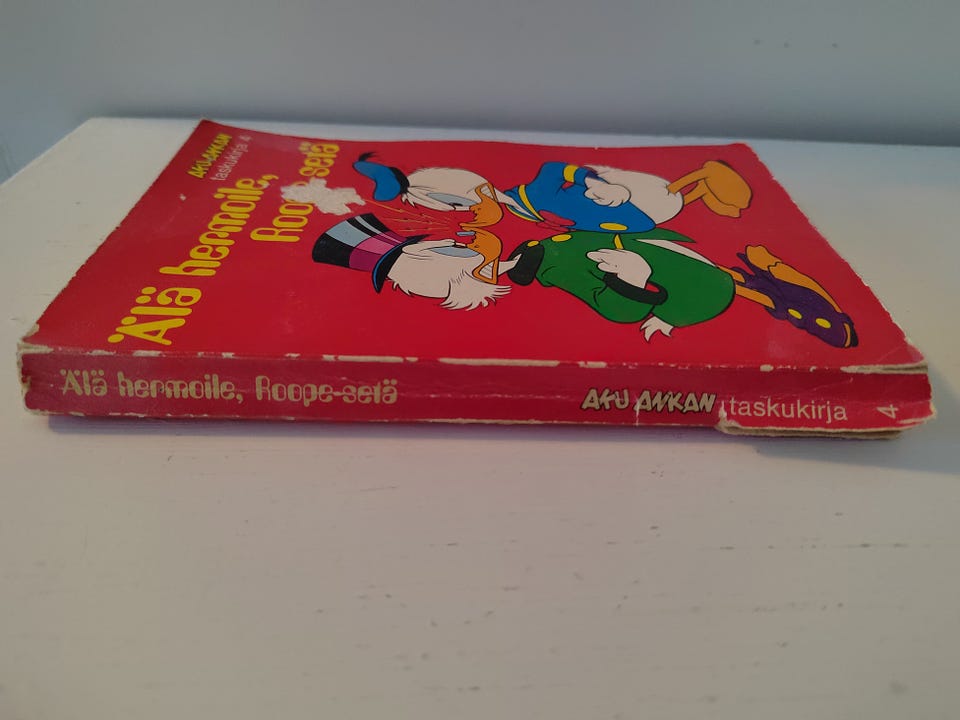 AKU ANKAN
taskukirja 4
Älä hermoile,
Roope-setä
Älä hermoile, Roope-setä AKU ANKAN taskukirja 4